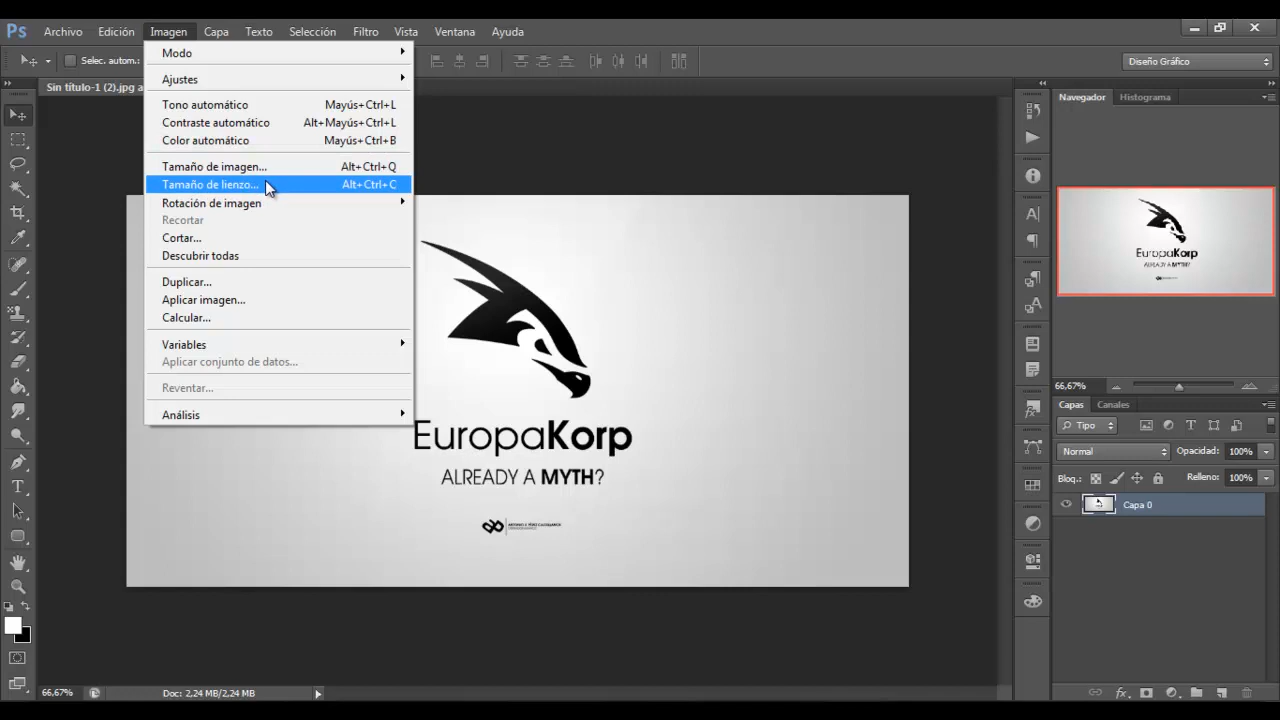 Ps Archivo Edición Imagen Capa Texto Selección Filtro Vista Ventana Ayuda
Selec. autom.: Diseño Gráfico
Sin título-1 (2).jpg a
Modo
Ajustes
Tono automático Mayús+Ctrl+L
Contraste automático Alt+Mayús+Ctrl+L
Color automático Mayús+Ctrl+B
Tamaño de imagen... Alt+Ctrl+Q
Tamaño de lienzo... Alt+Ctrl+C
Rotación de imagen
Recortar
Cortar...
Descubrir todas
Duplicar...
Aplicar imagen...
Calcular...
Variables
Aplicar conjunto de datos...
Reventar...
Análisis
EuropaKorp
ALREADY A MYTH?
Navegador Histograma
EuropaKorp
ALREADY A MYTH?
66,67%
Capas Canales
Tipo
Normal Opacidad: 100%
Bloq.: Relleno: 100%
Capa 0
66,67% Doc: 2,24 MB/2,24 MB